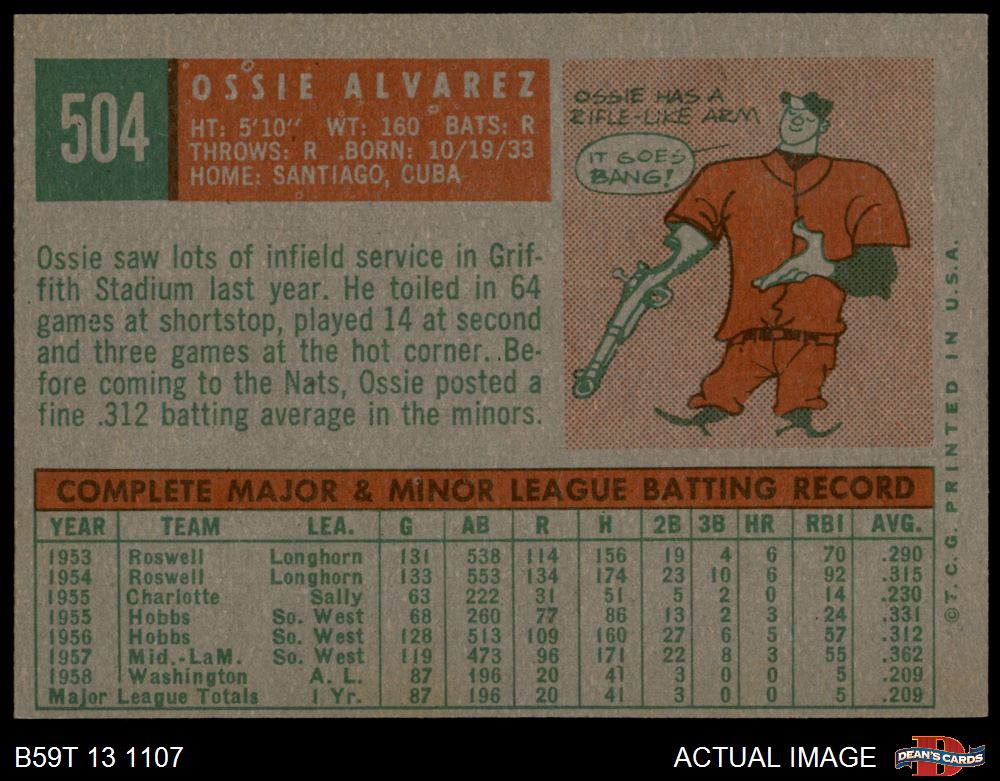 504
OSSIE ALVAREZ
HT: 5'10" WT: 160 BATS: R
THROWS: R BORN: 10/19/33
HOME: SANTIAGO, CUBA
OSSIE HAS A
RIFLE-LIKE ARM
IT GOES
BANG!
Ossie saw lots of infield service in Grif-
fith Stadium last year. He toiled in 64
games at shortstop, played 14 at second
and three games at the hot corner. Be-
fore coming to the Nats, Ossie posted a
fine .312 batting average in the minors.
COMPLETE MAJOR & MINOR LEAGUE BATTING RECORD
YEAR TEAM LEA. G AB R H 2B 3B HR RBI AVG.
1953 Roswell Longhorn 131 538 114 156 19 4 6 70 .290
1954 Roswell Longhorn 133 553 134 174 23 10 6 92 .315
1955 Charlotte Sally 63 222 31 51 5 2 0 14 .230
1955 Hobbs So. West 68 260 77 86 13 2 3 24 .331
1956 Hobbs So. West 128 513 109 160 27 6 5 57 .312
1957 Mid.-LaM. So. West 119 473 96 171 22 8 3 55 .362
1958 Washington A. L. 87 196 20 41 3 0 0 5 .209
Major League Totals 1 Yr. 87 196 20 41 3 0 0 5 .209
©T.C.G. PRINTED IN U.S.A.
B59T 13 1107
ACTUAL IMAGE
D
DEAN'S CARDS